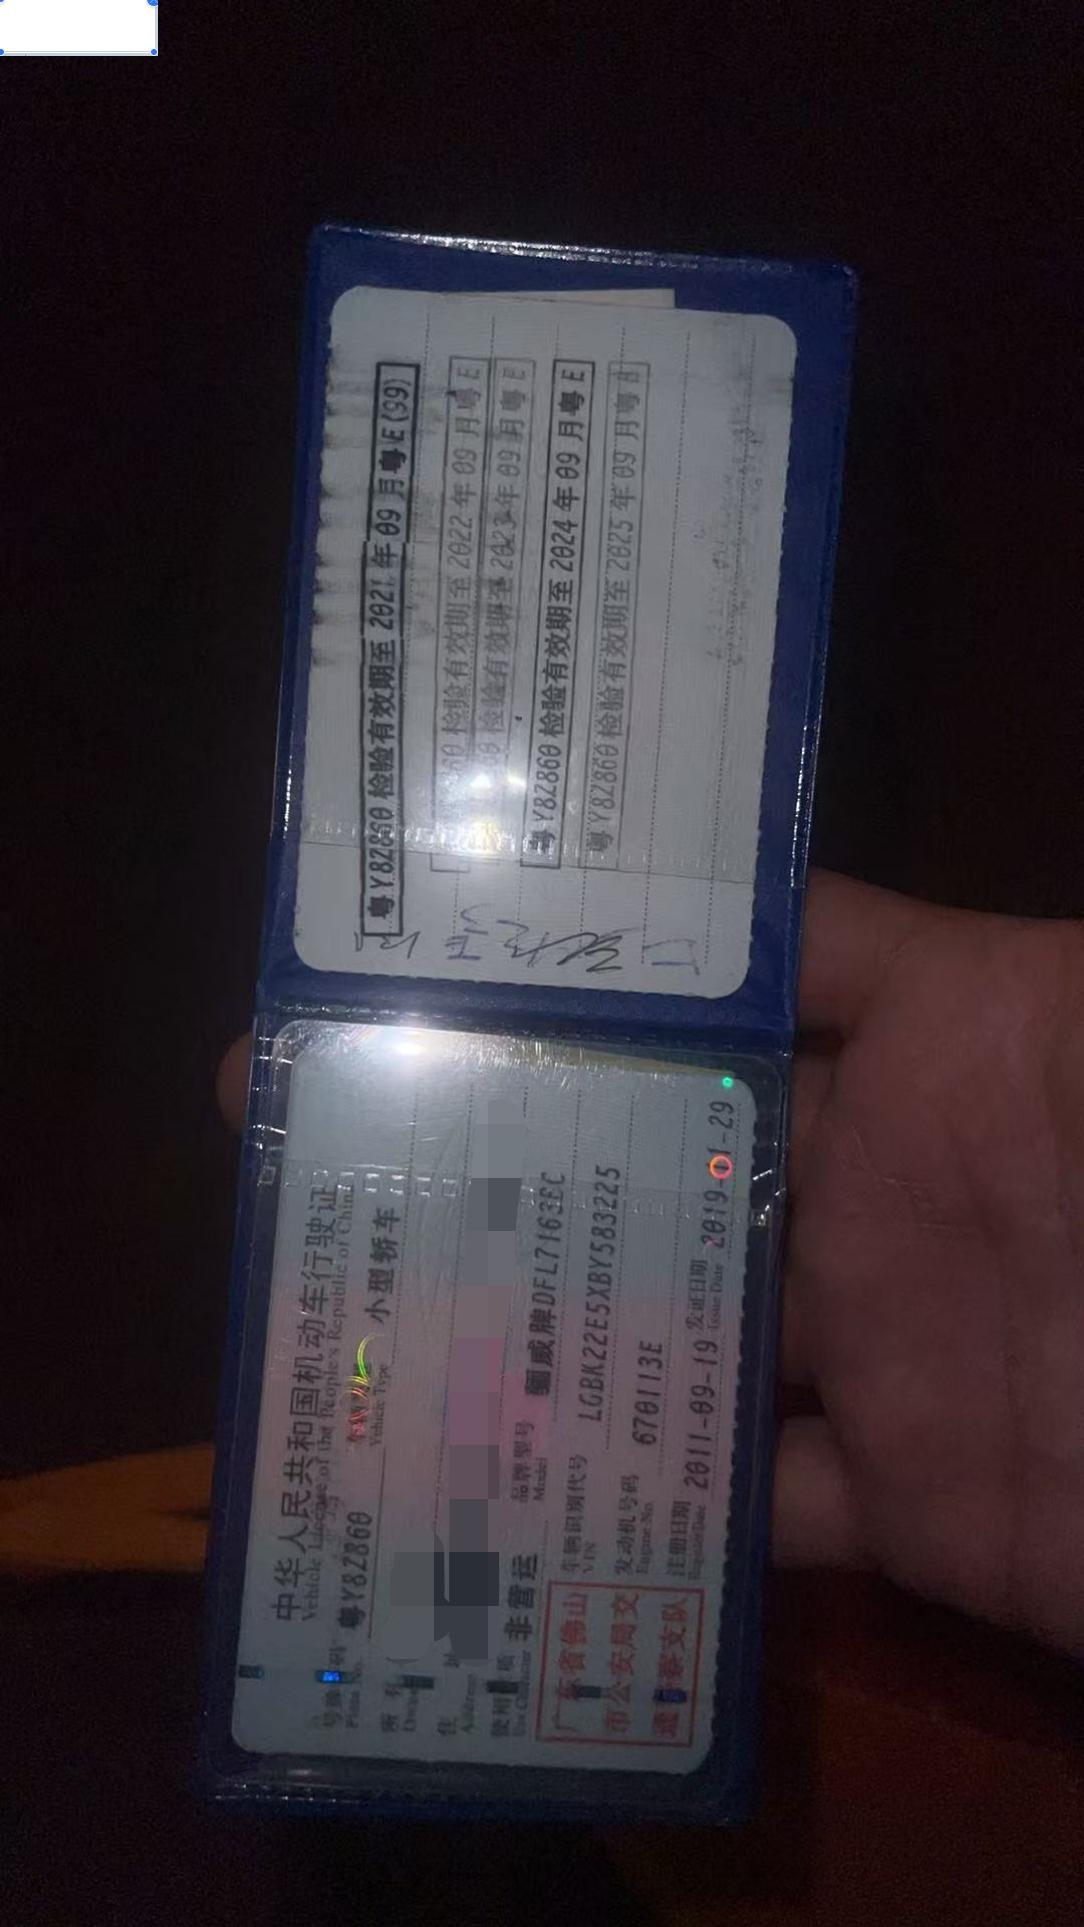 中华人民共和国机动车行驶证
Vehicle License of the People's Republic of China
号牌号码 粤Y82860 车辆类型 小型轿车
Plate No. Vehicle Type
所有
住 址
Address
使用性质 非营运 品牌型号 骊威牌DFL7163EC
Use Character Model
车辆识别代号 LGBK22E5XBY583225
VIN
发动机号码 670113E
Engine No.
注册日期 2011-09-19 发证日期 2019-01-29
Register Date Issue Date
广东省佛山
市公安局交
通警察支队
粤Y82860 检验有效期至 2021年 09月粤E(99)
60 检验有效期至 2022年 09月粤E
60 检验有效期至 2023年 09月粤E
粤Y82860 检验有效期至 2024年 09月粤E
粤Y82860 检验有效期至 2025年 09月粤